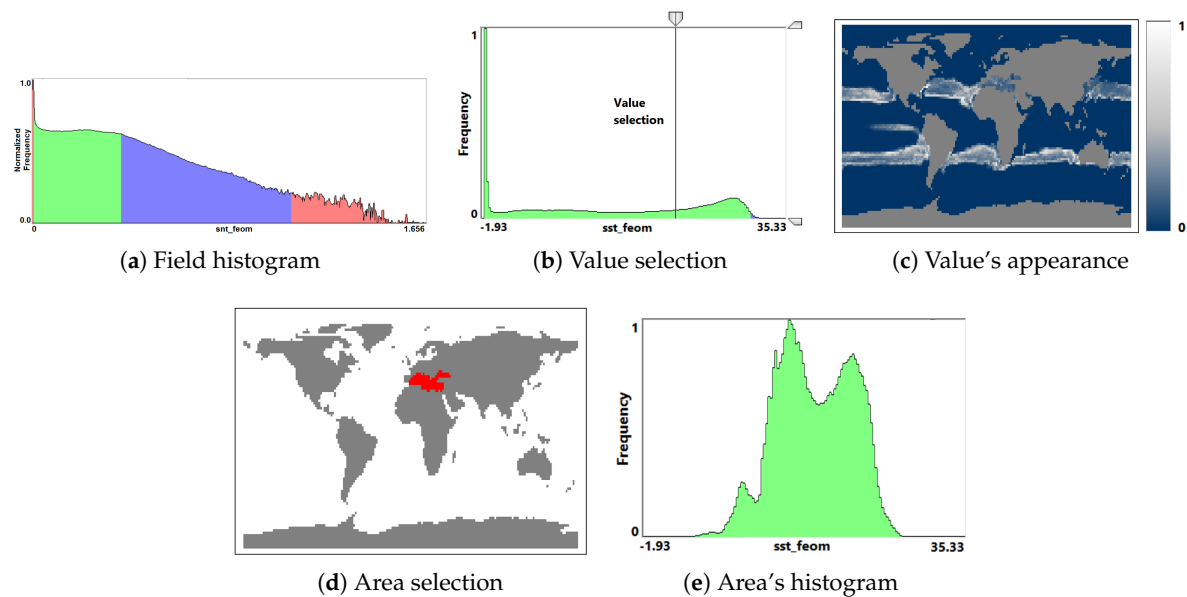 1.0
Normalized
Frequency
0.0
0
snt_feom
1.656
(a) Field histogram
1
Frequency
Value
selection
0
-1.93
sst_feom
35.33
(b) Value selection
1
0
(c) Value's appearance
(d) Area selection
1
Frequency
0
-1.93
sst_feom
35.33
(e) Area's histogram